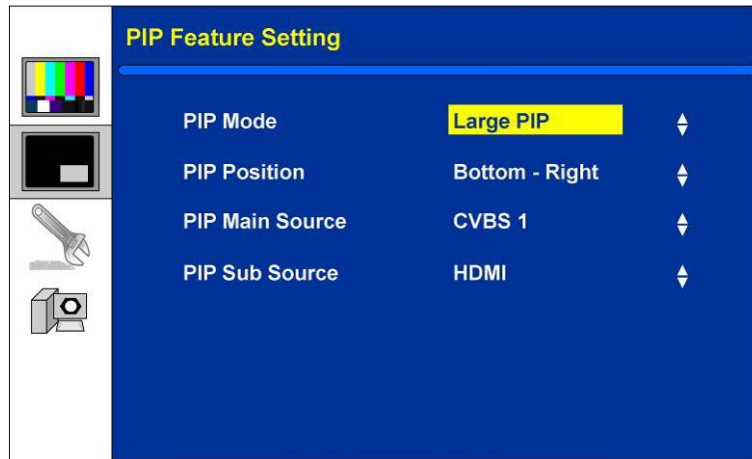 PIP Feature Setting
PIP Mode Large PIP
PIP Position Bottom - Right
PIP Main Source CVBS 1
PIP Sub Source HDMI